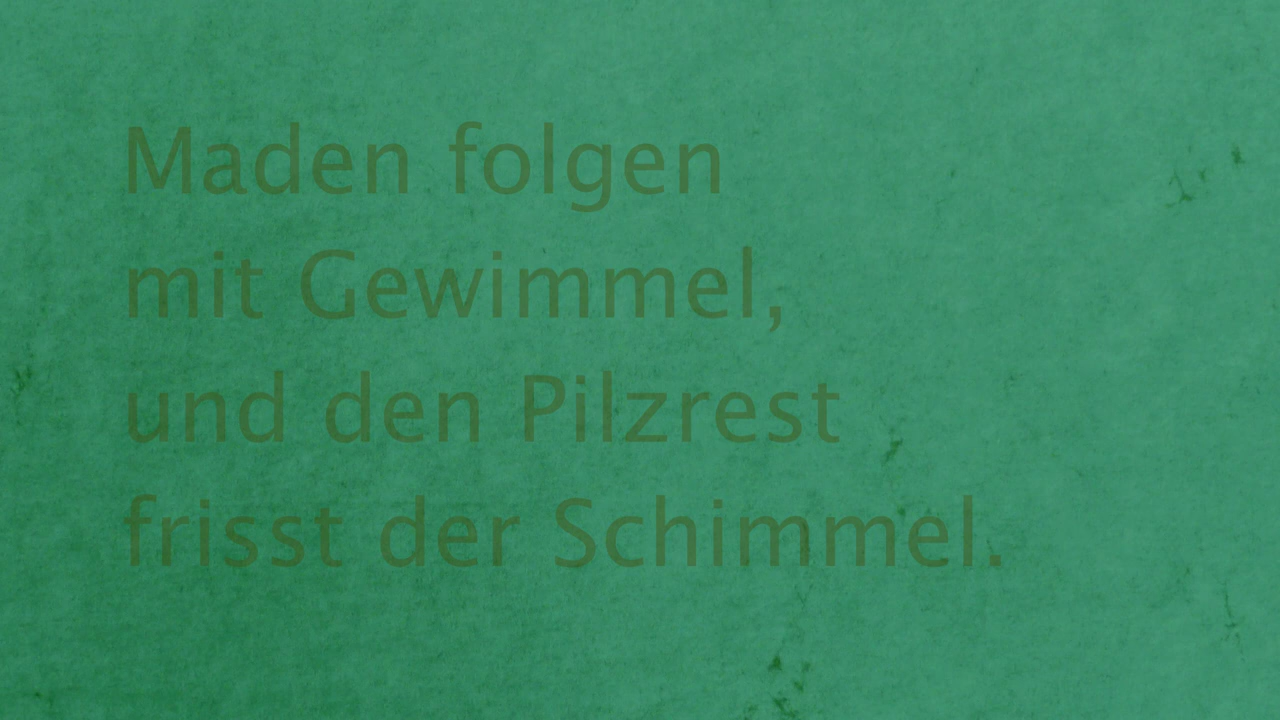 Maden folgen
mit Gewimmel,
und den Pilzrest
frisst der Schimmel.